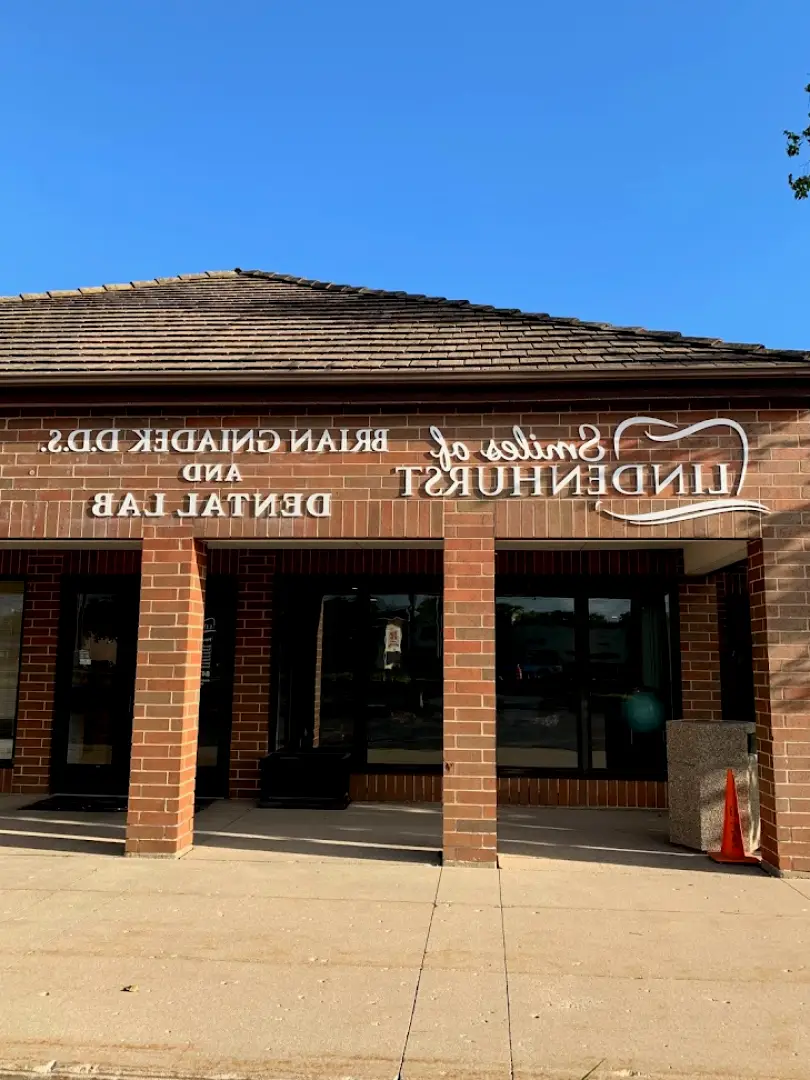 Smiles of
LINDENHURST
BRIAN GNIADEK D.D.S.
AND
DENTAL LAB